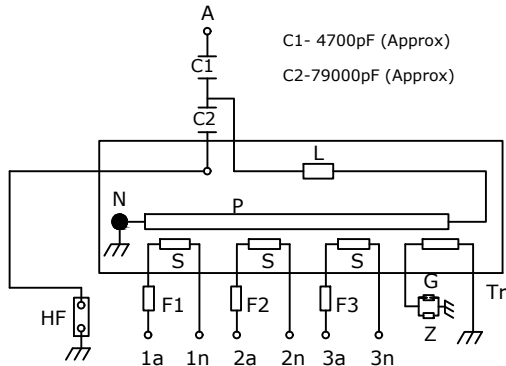 A
C1- 4700pF (Approx)
C1
C2-79000pF (Approx)
C2
L
N
P
S
S
S
G
Tr
F1
F2
F3
HF
Z
1a
1n
2a
2n
3a
3n